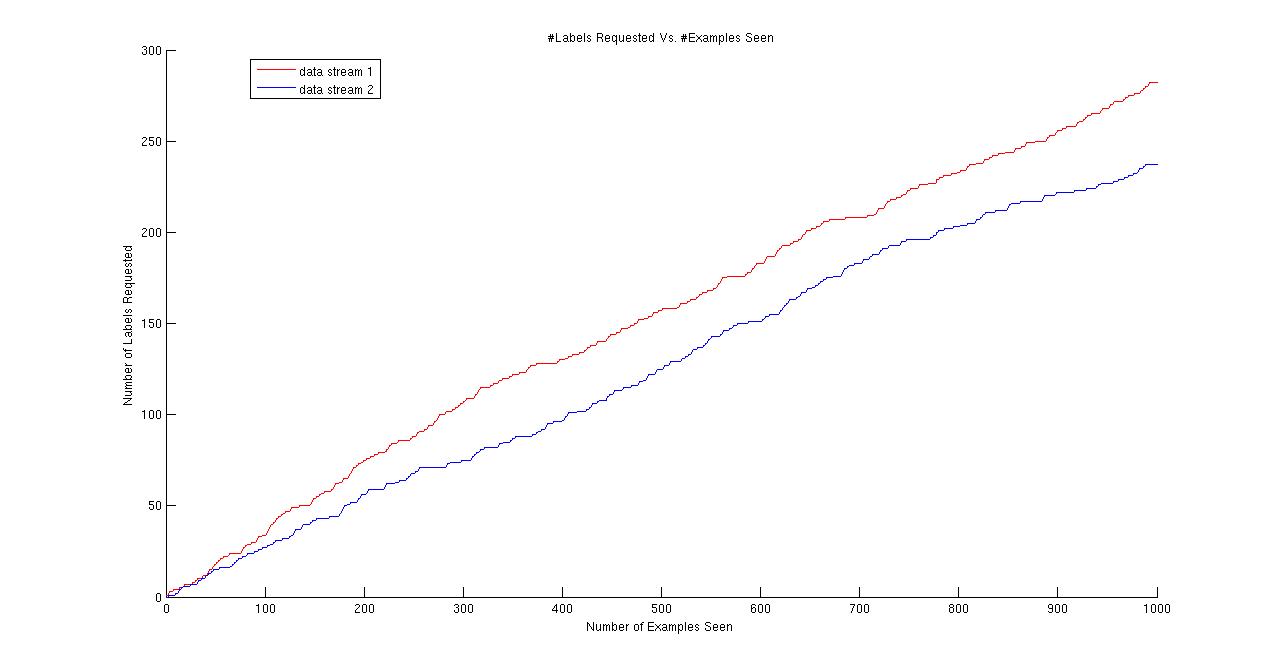 #Labels Requested Vs. #Examples Seen
300
data stream 1
data stream 2
250
200
Number of Labels Requested
150
100
50
0
0 100 200 300 400 500 600 700 800 900 1000
Number of Examples Seen